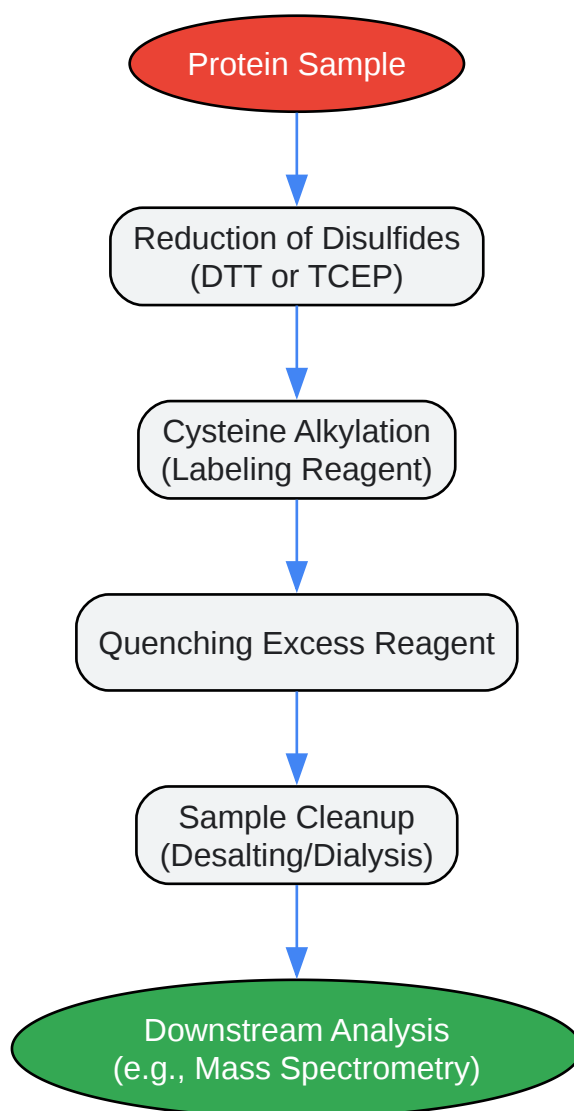 Protein Sample
Reduction of Disulfides
(DTT or TCEP)
Cysteine Alkylation
(Labeling Reagent)
Quenching Excess Reagent
Sample Cleanup
(Desalting/Dialysis)
Downstream Analysis
(e.g., Mass Spectrometry)